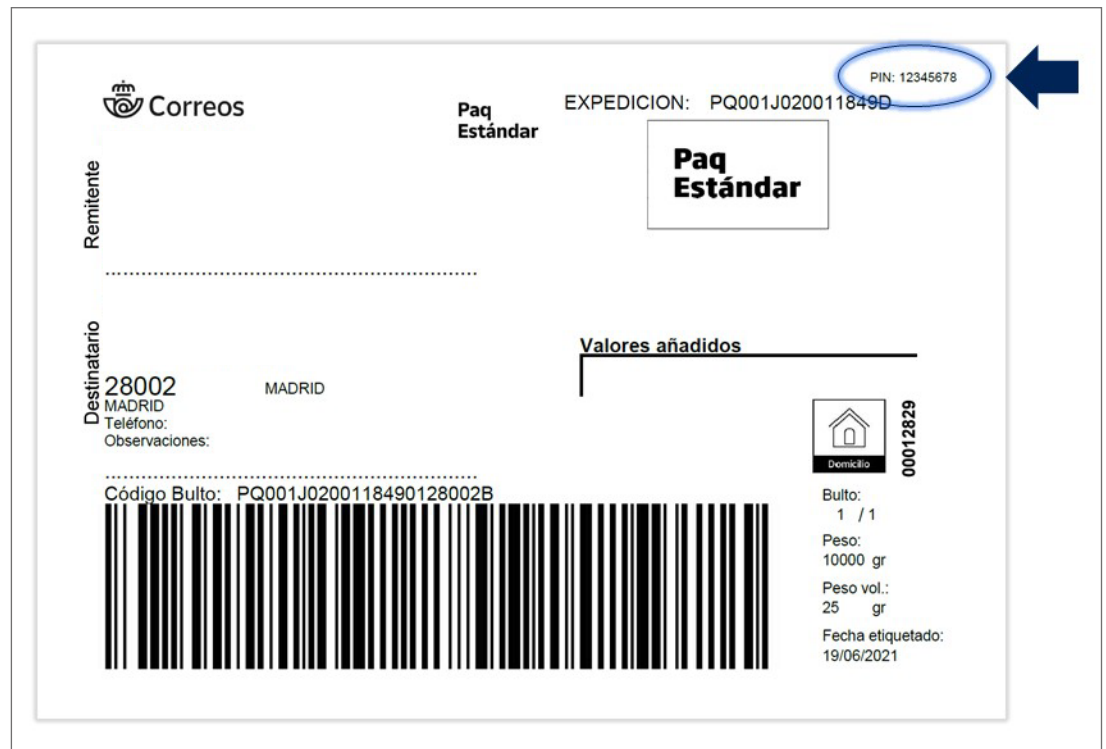 PIN: 12345678
Correos
Paq
Estándar
EXPEDICION: PQ001J020011849D
Paq
Estándar
Remitente
Destinatario
Valores añadidos
28002 MADRID
MADRID
Teléfono:
Observaciones:
Domicilio
00012829
Código Bulto: PQ001J0200118490128002B
Bulto:
1 / 1
Peso:
10000 gr
Peso vol.:
25 gr
Fecha etiquetado:
19/06/2021